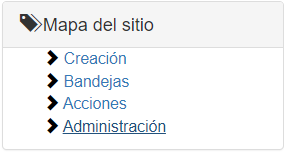 Mapa del sitio
Creación
Bandejas
Acciones
Administración